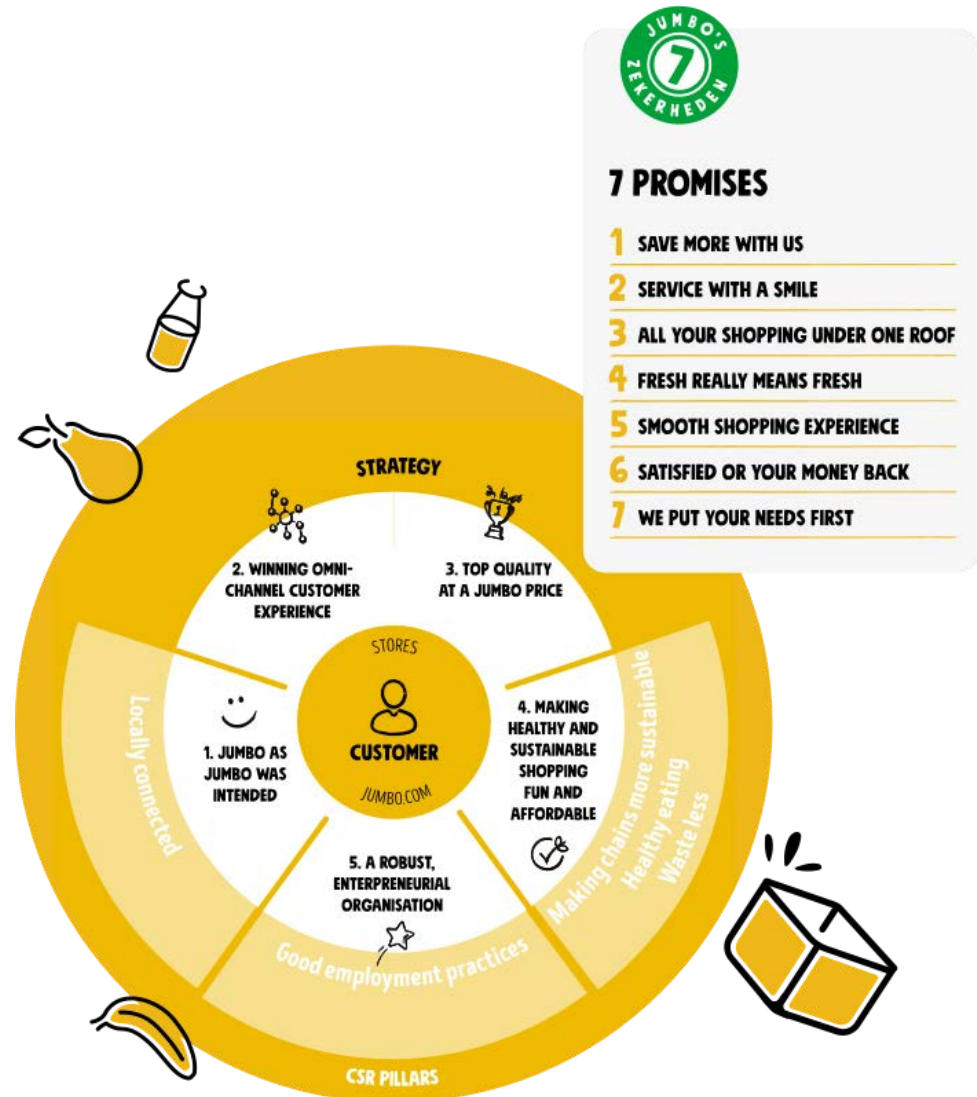 JUMBO'S
7
ZEKERHEDEN
7 PROMISES
1 SAVE MORE WITH US
2 SERVICE WITH A SMILE
3 ALL YOUR SHOPPING UNDER ONE ROOF
4 FRESH REALLY MEANS FRESH
5 SMOOTH SHOPPING EXPERIENCE
6 SATISFIED OR YOUR MONEY BACK
7 WE PUT YOUR NEEDS FIRST
STRATEGY
2. WINNING OMNI-
CHANNEL CUSTOMER
EXPERIENCE
3. TOP QUALITY
AT A JUMBO PRICE
1
STORES
CUSTOMER
JUMBO.COM
1. JUMBO AS
JUMBO WAS
INTENDED
4. MAKING
HEALTHY AND
SUSTAINABLE
SHOPPING
FUN AND
AFFORDABLE
5. A ROBUST,
ENTERPRENEURIAL
ORGANISATION
Locally connected
Making chains more sustainable
Healthy eating
Waste less
Good employment practices
CSR PILLARS